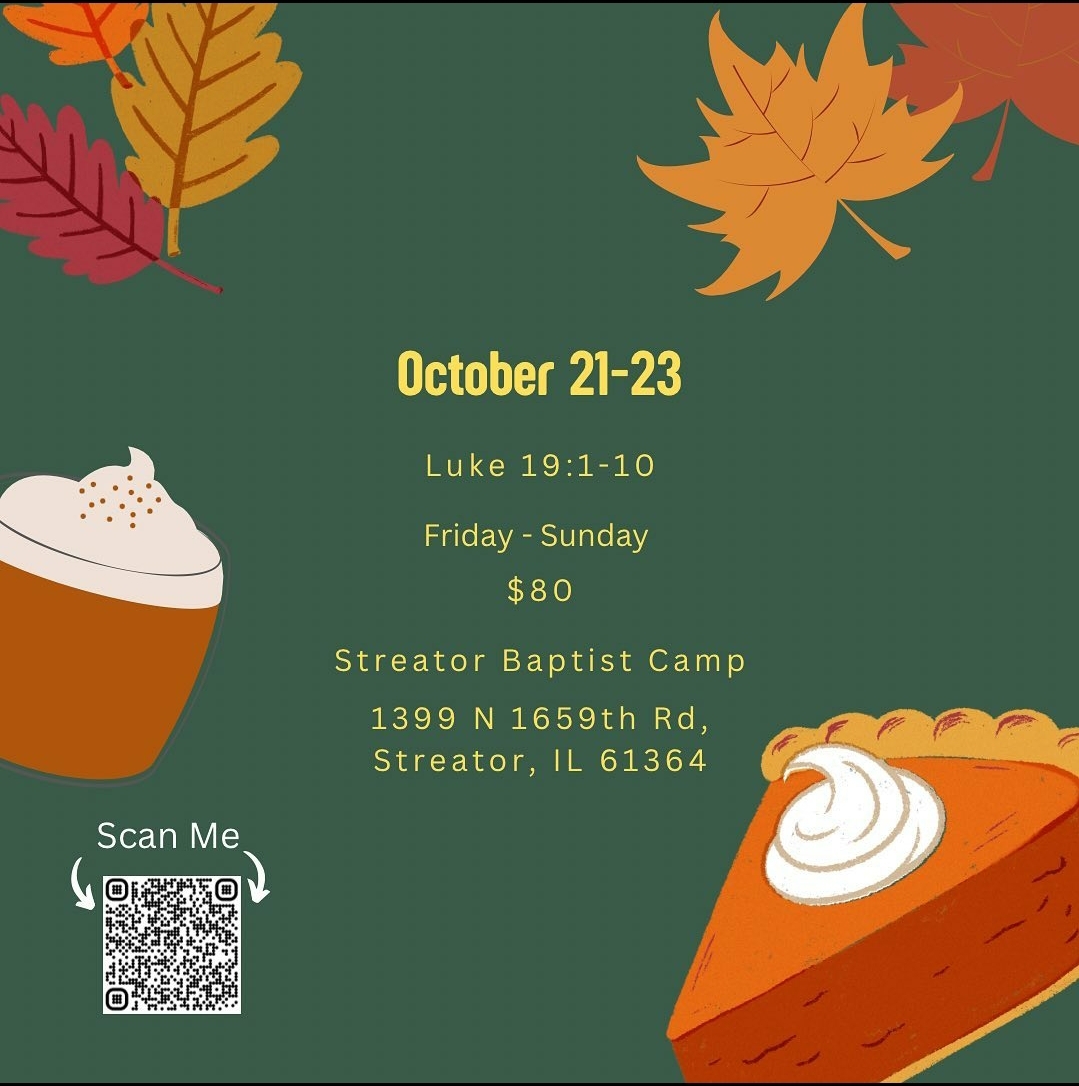 October 21-23
Luke 19:1-10
Friday - Sunday
$80
Streator Baptist Camp
1399 N 1659th Rd,
Streator, IL 61364
Scan Me